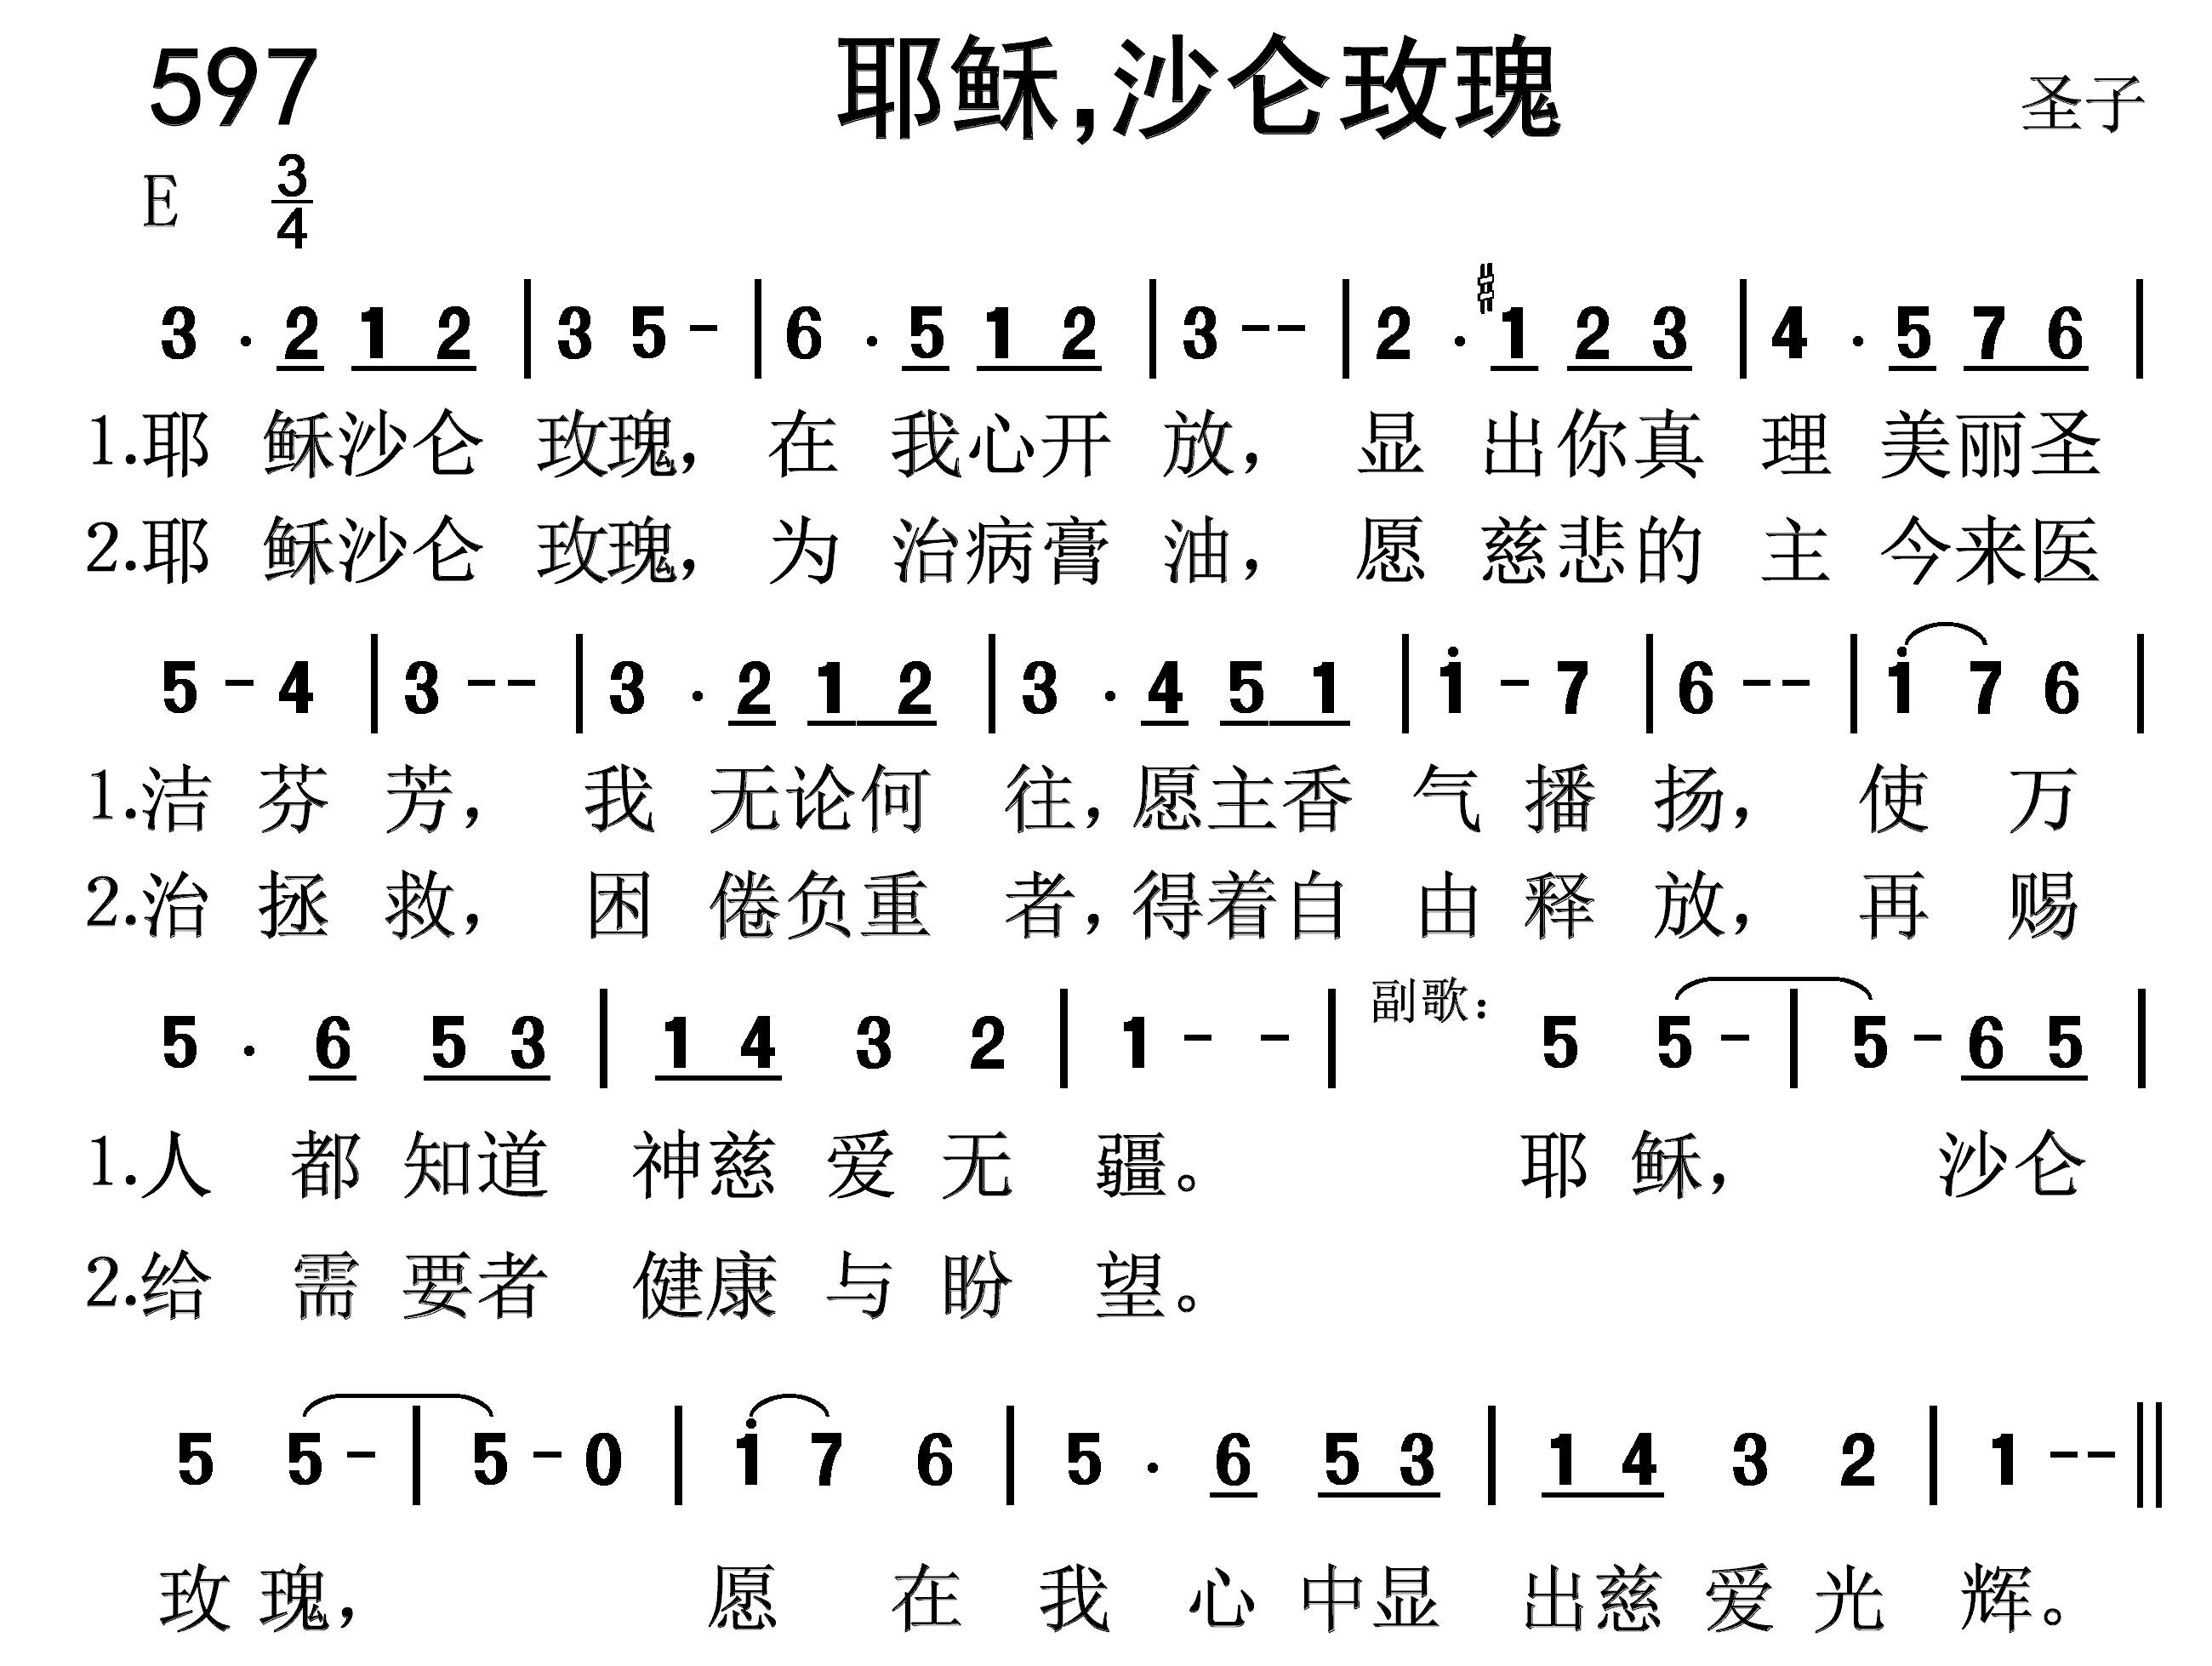 597 耶稣,沙仑玫瑰 圣子
E 3/4
3 . 2 1 2 | 3 5 - | 6 . 5 1 2 | 3 - - | 2 . #1 2 3 | 4 . 5 7 6 |
1.耶 稣沙仑 玫瑰，在 我心开 放，显 出你真 理 美丽圣
2.耶 稣沙仑 玫瑰，为 治病膏 油，愿 慈悲的 主 今来医
5 - 4 | 3 - - | 3 . 2 1 2 | 3 . 4 5 1 | i - 7 | 6 - - | i 7 6 |
1.洁 芬 芳，我 无论何 往，愿主香 气 播 扬，使 万
2.治 拯 救，困 倦负重 者，得着自 由 释 放，再 赐
5 . 6 5 3 | 1 4 3 2 | 1 - - | 副歌：5 5 - | 5 - 6 5 |
1.人 都 知道 神慈 爱 无 疆。 耶 稣， 沙仑
2.给 需 要者 健康 与 盼 望。
5 5 - | 5 - 0 | i 7 6 | 5 . 6 5 3 | 1 4 3 2 | 1 - - ||
玫 瑰， 愿 在 我 心 中显 出慈 爱 光 辉。